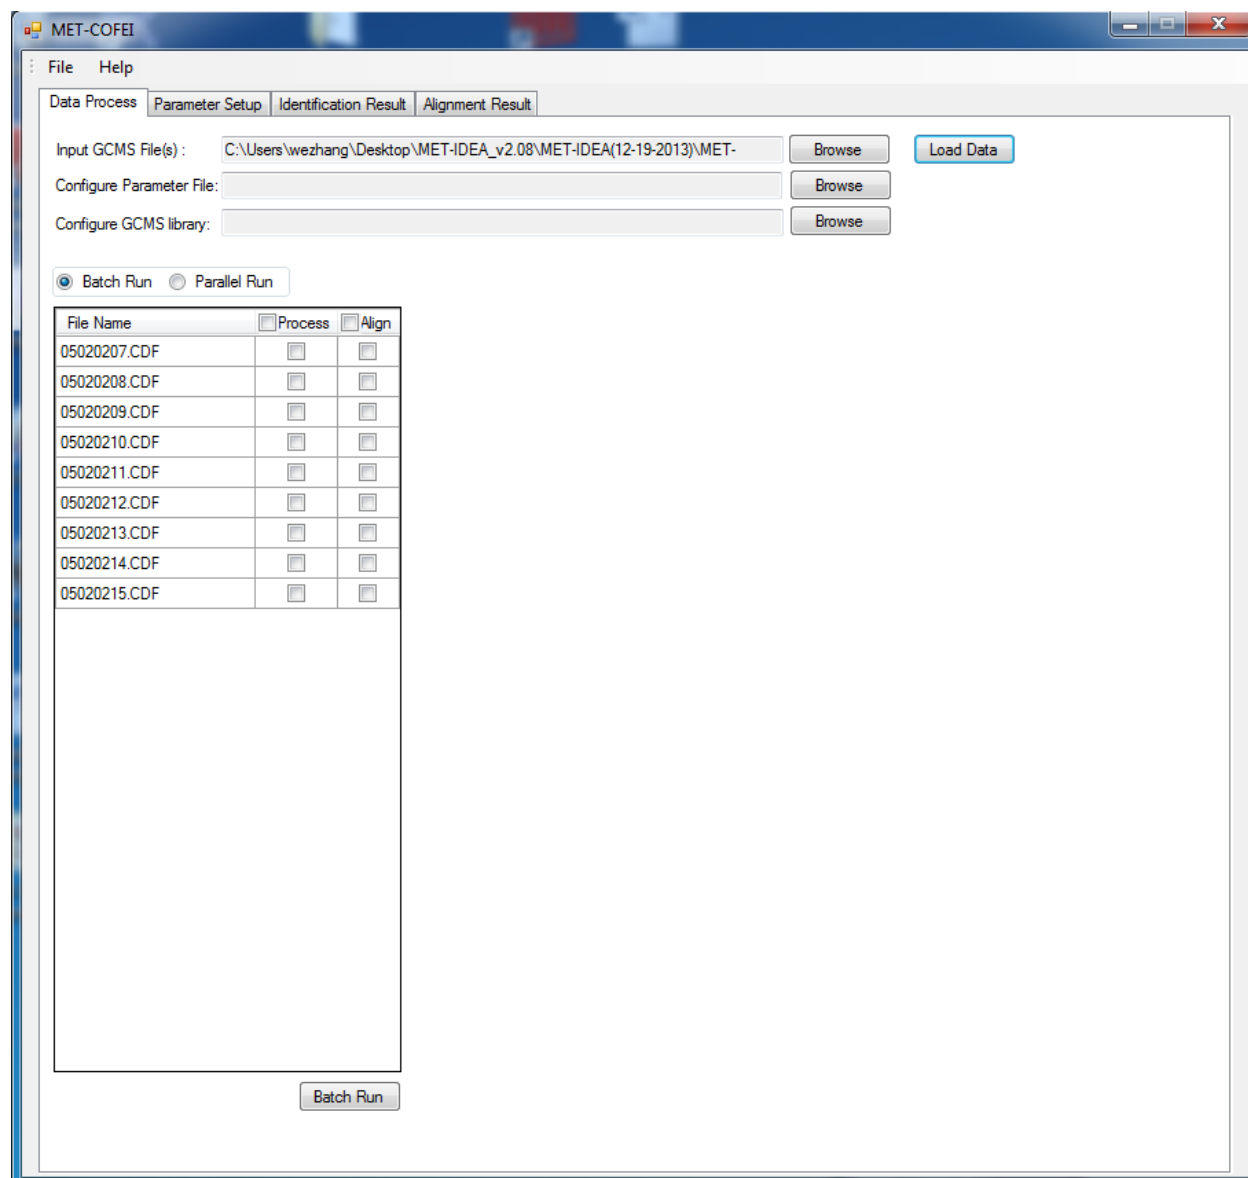 MET-COFEI
File Help
Data Process Parameter Setup Identification Result Alignment Result
Input GCMS File(s) : C:\Users\wezhang\Desktop\MET-IDEA_v2.08\MET-IDEA(12-19-2013)\MET- Browse Load Data
Configure Parameter File: Browse
Configure GCMS library: Browse
Batch Run Parallel Run
File Name Process Align
05020207.CDF
05020208.CDF
05020209.CDF
05020210.CDF
05020211.CDF
05020212.CDF
05020213.CDF
05020214.CDF
05020215.CDF
Batch Run